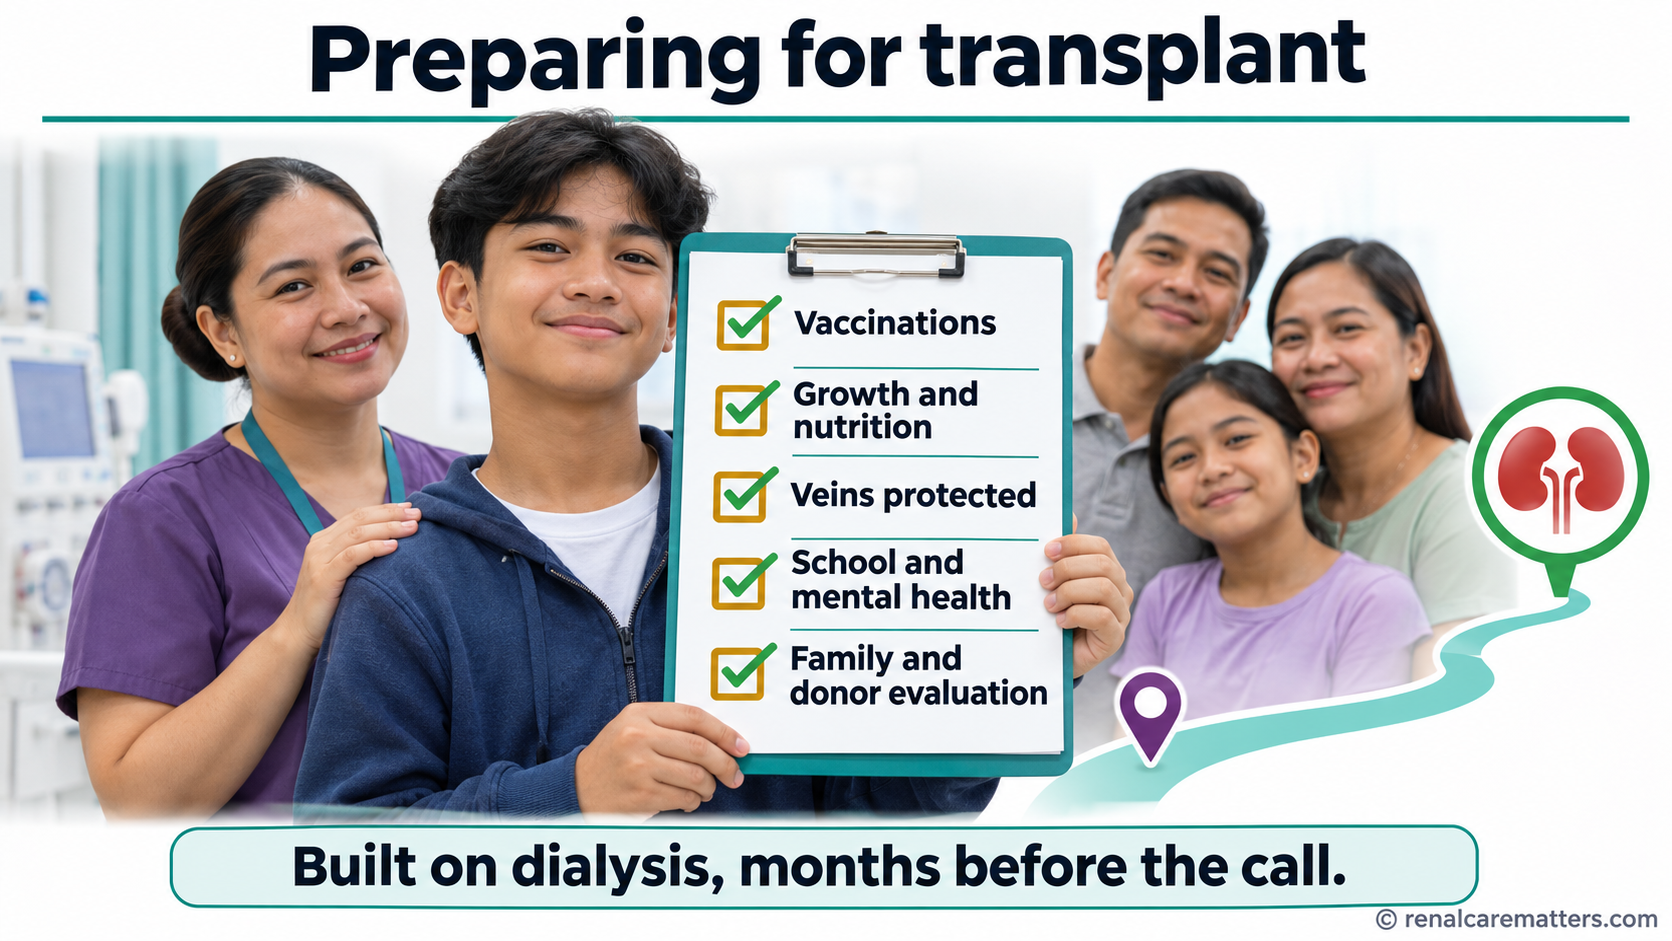 Preparing for transplant
Vaccinations
Growth and
nutrition
Veins protected
School and
mental health
Family and
donor evaluation
Built on dialysis, months before the call.
© renalcarematters.com